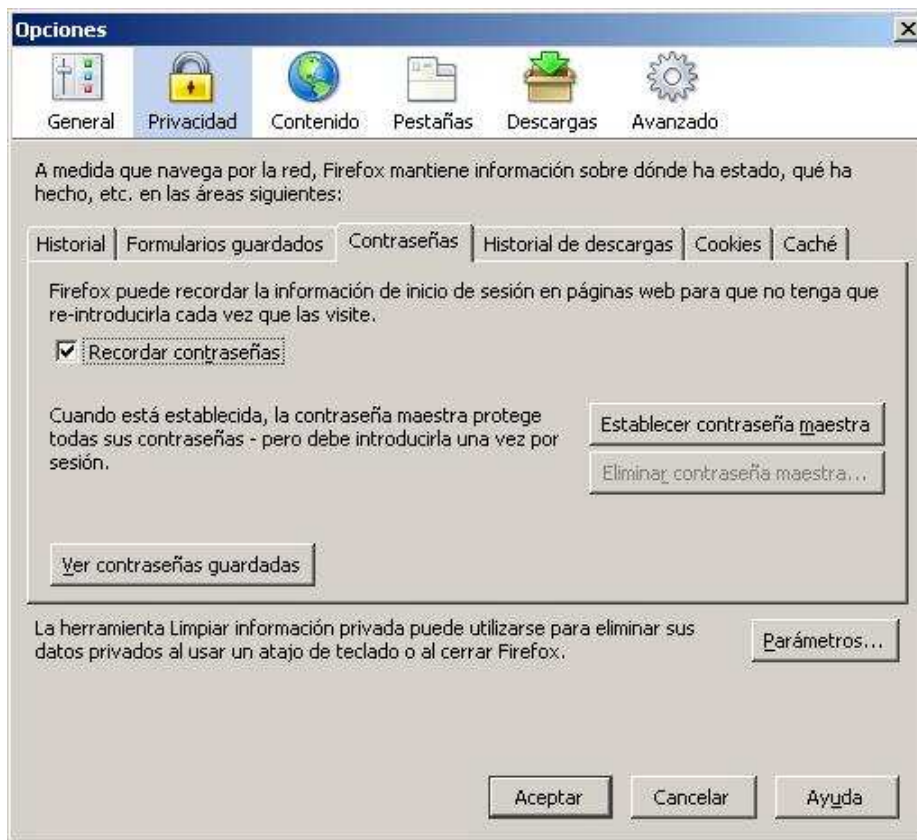 Opciones
General Privacidad Contenido Pestañas Descargas Avanzado
A medida que navega por la red, Firefox mantiene información sobre dónde ha estado, qué ha
hecho, etc. en las áreas siguientes:
Historial Formularios guardados Contraseñas Historial de descargas Cookies Caché
Firefox puede recordar la información de inicio de sesión en páginas web para que no tenga que
re-introducirla cada vez que las visite.
Recordar contraseñas
Cuando está establecida, la contraseña maestra protege
todas sus contraseñas - pero debe introducirla una vez por
sesión.
Establecer contraseña maestra
Eliminar contraseña maestra...
Ver contraseñas guardadas
La herramienta Limpiar información privada puede utilizarse para eliminar sus
datos privados al usar un atajo de teclado o al cerrar Firefox.
Parámetros...
Aceptar Cancelar Ayuda